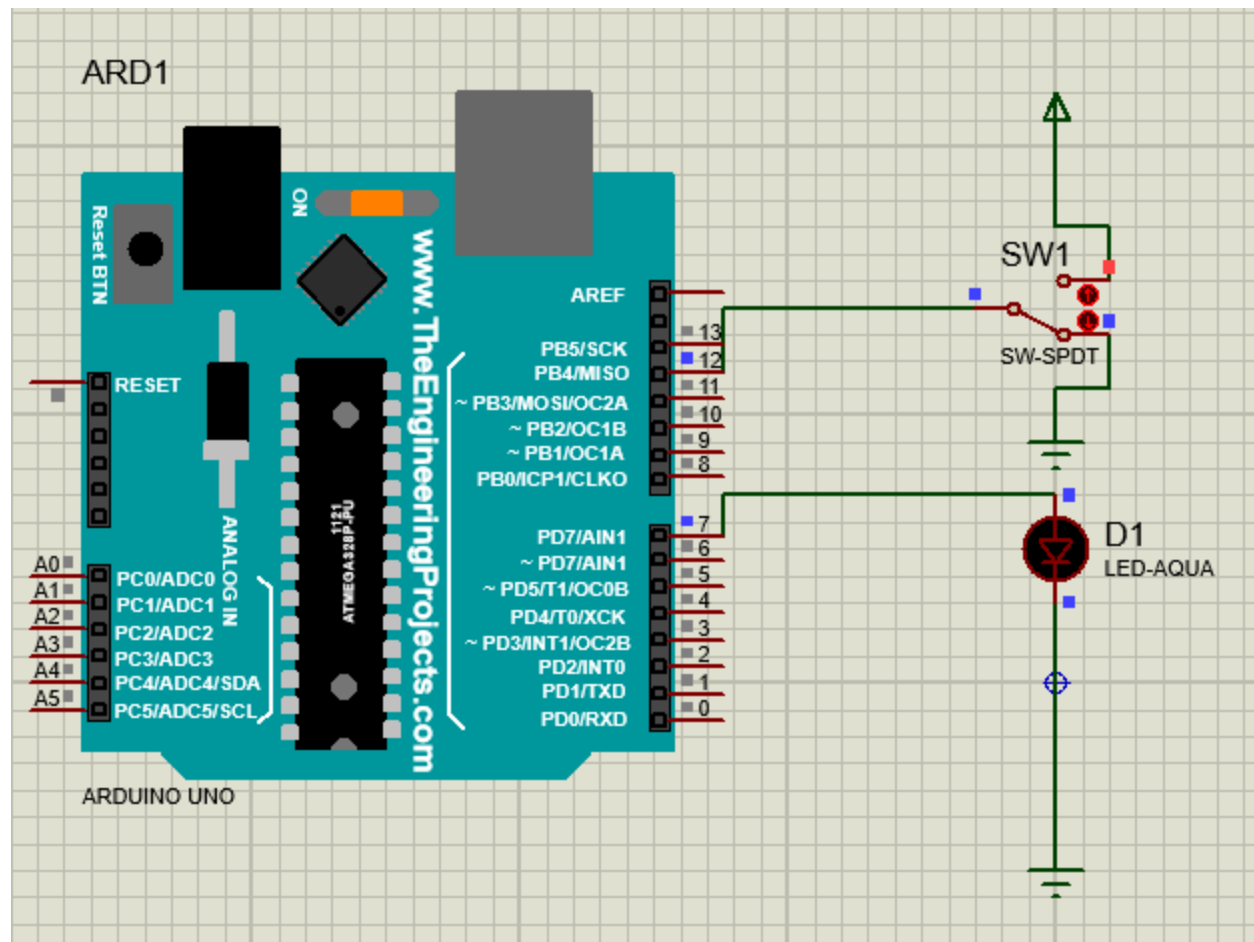 ARD1
ON
Reset BTN
www.TheEngineeringProjects.com
AREF
13
PB5/SCK
12
PB4/MISO
11
~ PB3/MOSI/OC2A
10
~ PB2/OC1B
9
~ PB1/OC1A
8
PB0/ICP1/CLKO
RESET
ANALOG IN
1121
ATMEGA328P-PU
7
PD7/AIN1
6
~ PD7/AIN1
5
~ PD5/T1/OC0B
4
PD4/T0/XCK
3
~ PD3/INT1/OC2B
2
PD2/INT0
1
PD1/TXD
0
PD0/RXD
A0
PC0/ADC0
A1
PC1/ADC1
A2
PC2/ADC2
A3
PC3/ADC3
A4
PC4/ADC4/SDA
A5
PC5/ADC5/SCL
ARDUINO UNO
SW1
SW-SPDT
D1
LED-AQUA